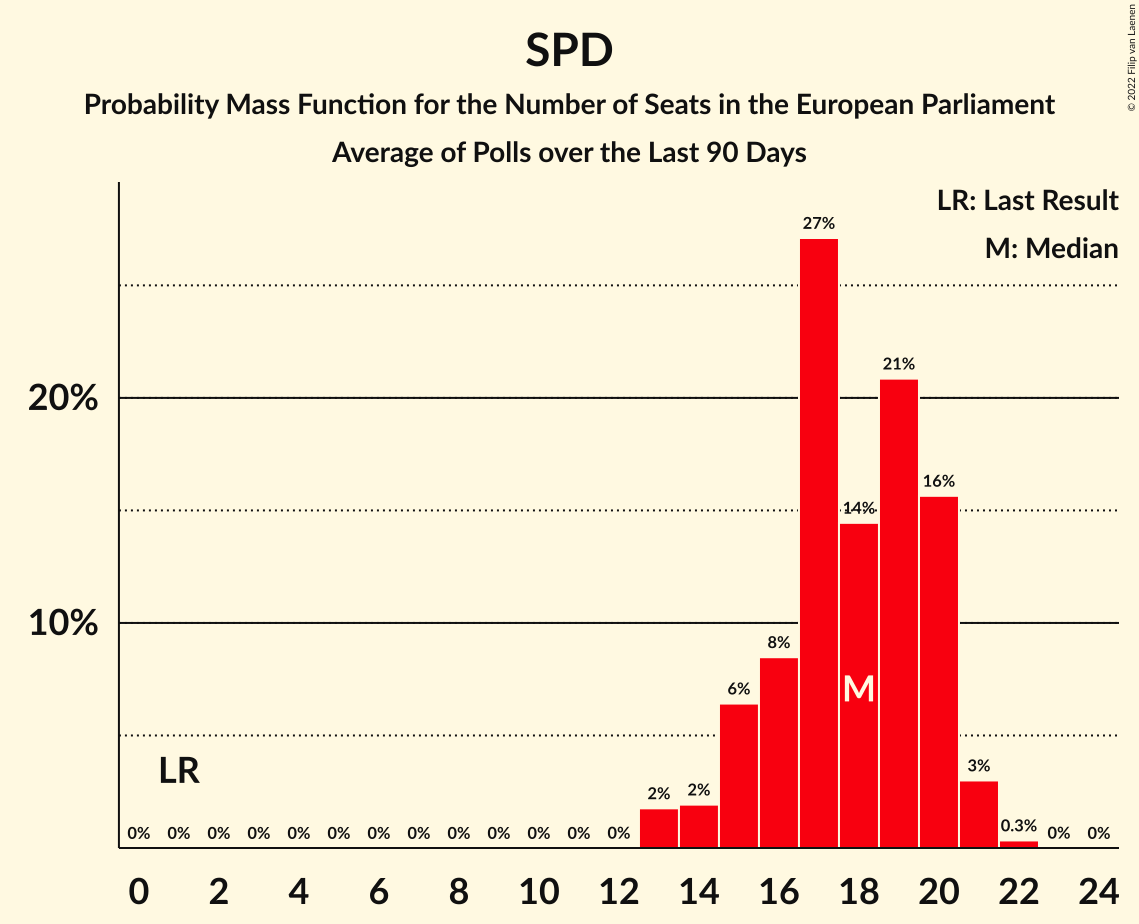 © 2022 Filip van Laenen
SPD
Probability Mass Function for the Number of Seats in the European Parliament
Average of Polls over the Last 90 Days
LR: Last Result
M: Median
20%
10%
27%
21%
16%
14%
8%
6%
M
LR
3%
2%
2%
0.3%
0% 0% 0% 0% 0% 0% 0% 0% 0% 0% 0% 0% 0% 0% 0%
0 2 4 6 8 10 12 14 16 18 20 22 24